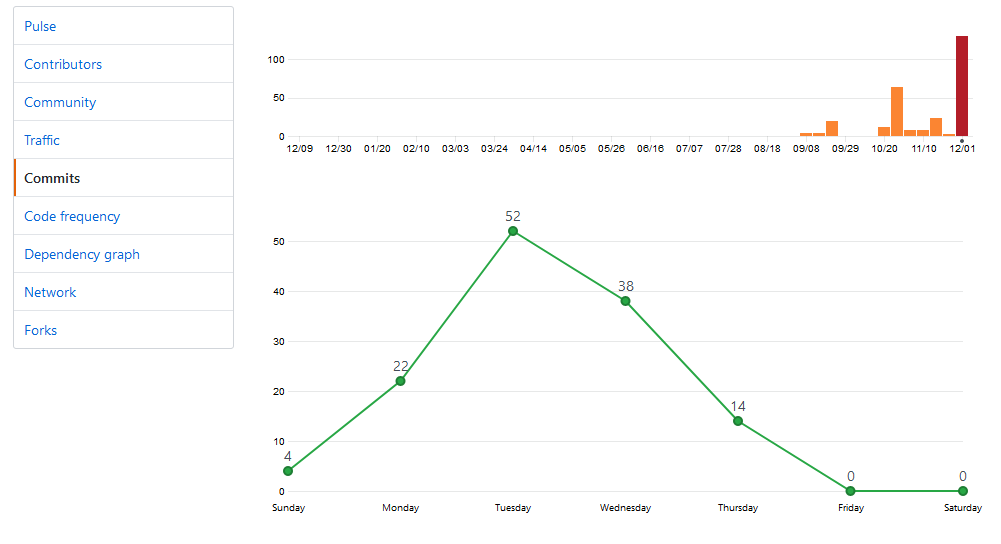 Pulse
Contributors
Community
Traffic
Commits
Code frequency
Dependency graph
Network
Forks
100
50
0
12/09 12/30 01/20 02/10 03/03 03/24 04/14 05/05 05/26 06/16 07/07 07/28 08/18 09/08 09/29 10/20 11/10 12/01
52
50
40
38
30
22
20
14
10
4
0 0
0
Sunday Monday Tuesday Wednesday Thursday Friday Saturday